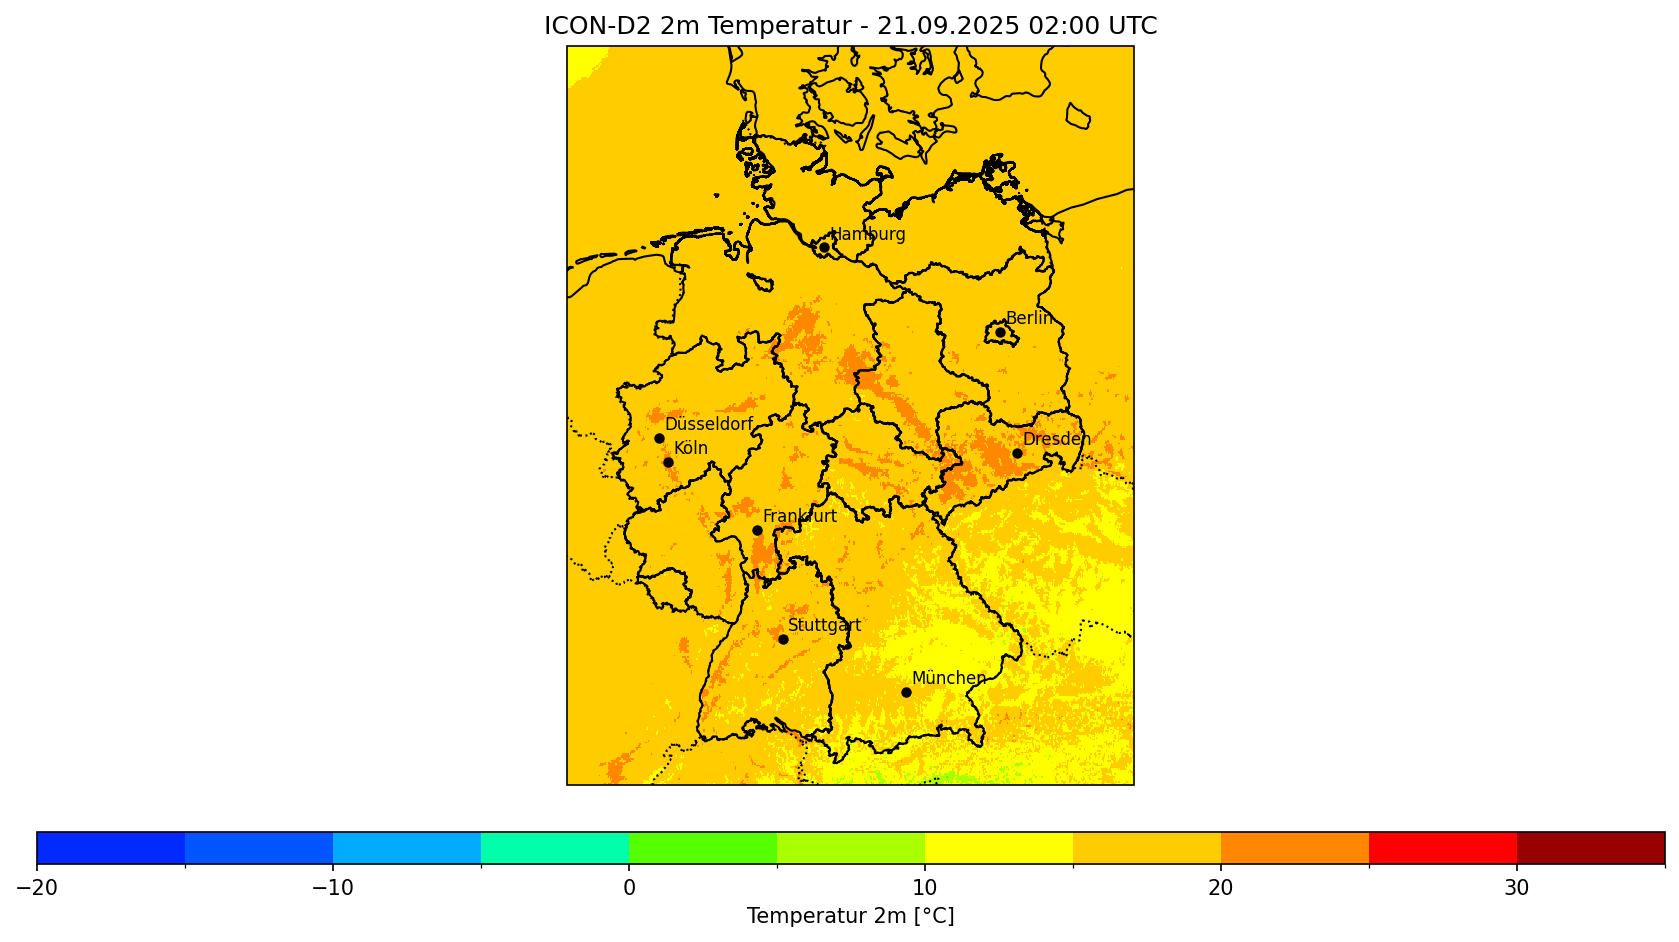 ICON-D2 2m Temperatur - 21.09.2025 02:00 UTC
Hamburg
Berlin
Düsseldorf
Dresden
Köln
Frankfurt
Stuttgart
München
−20 −10 0 10 20 30
Temperatur 2m [°C]